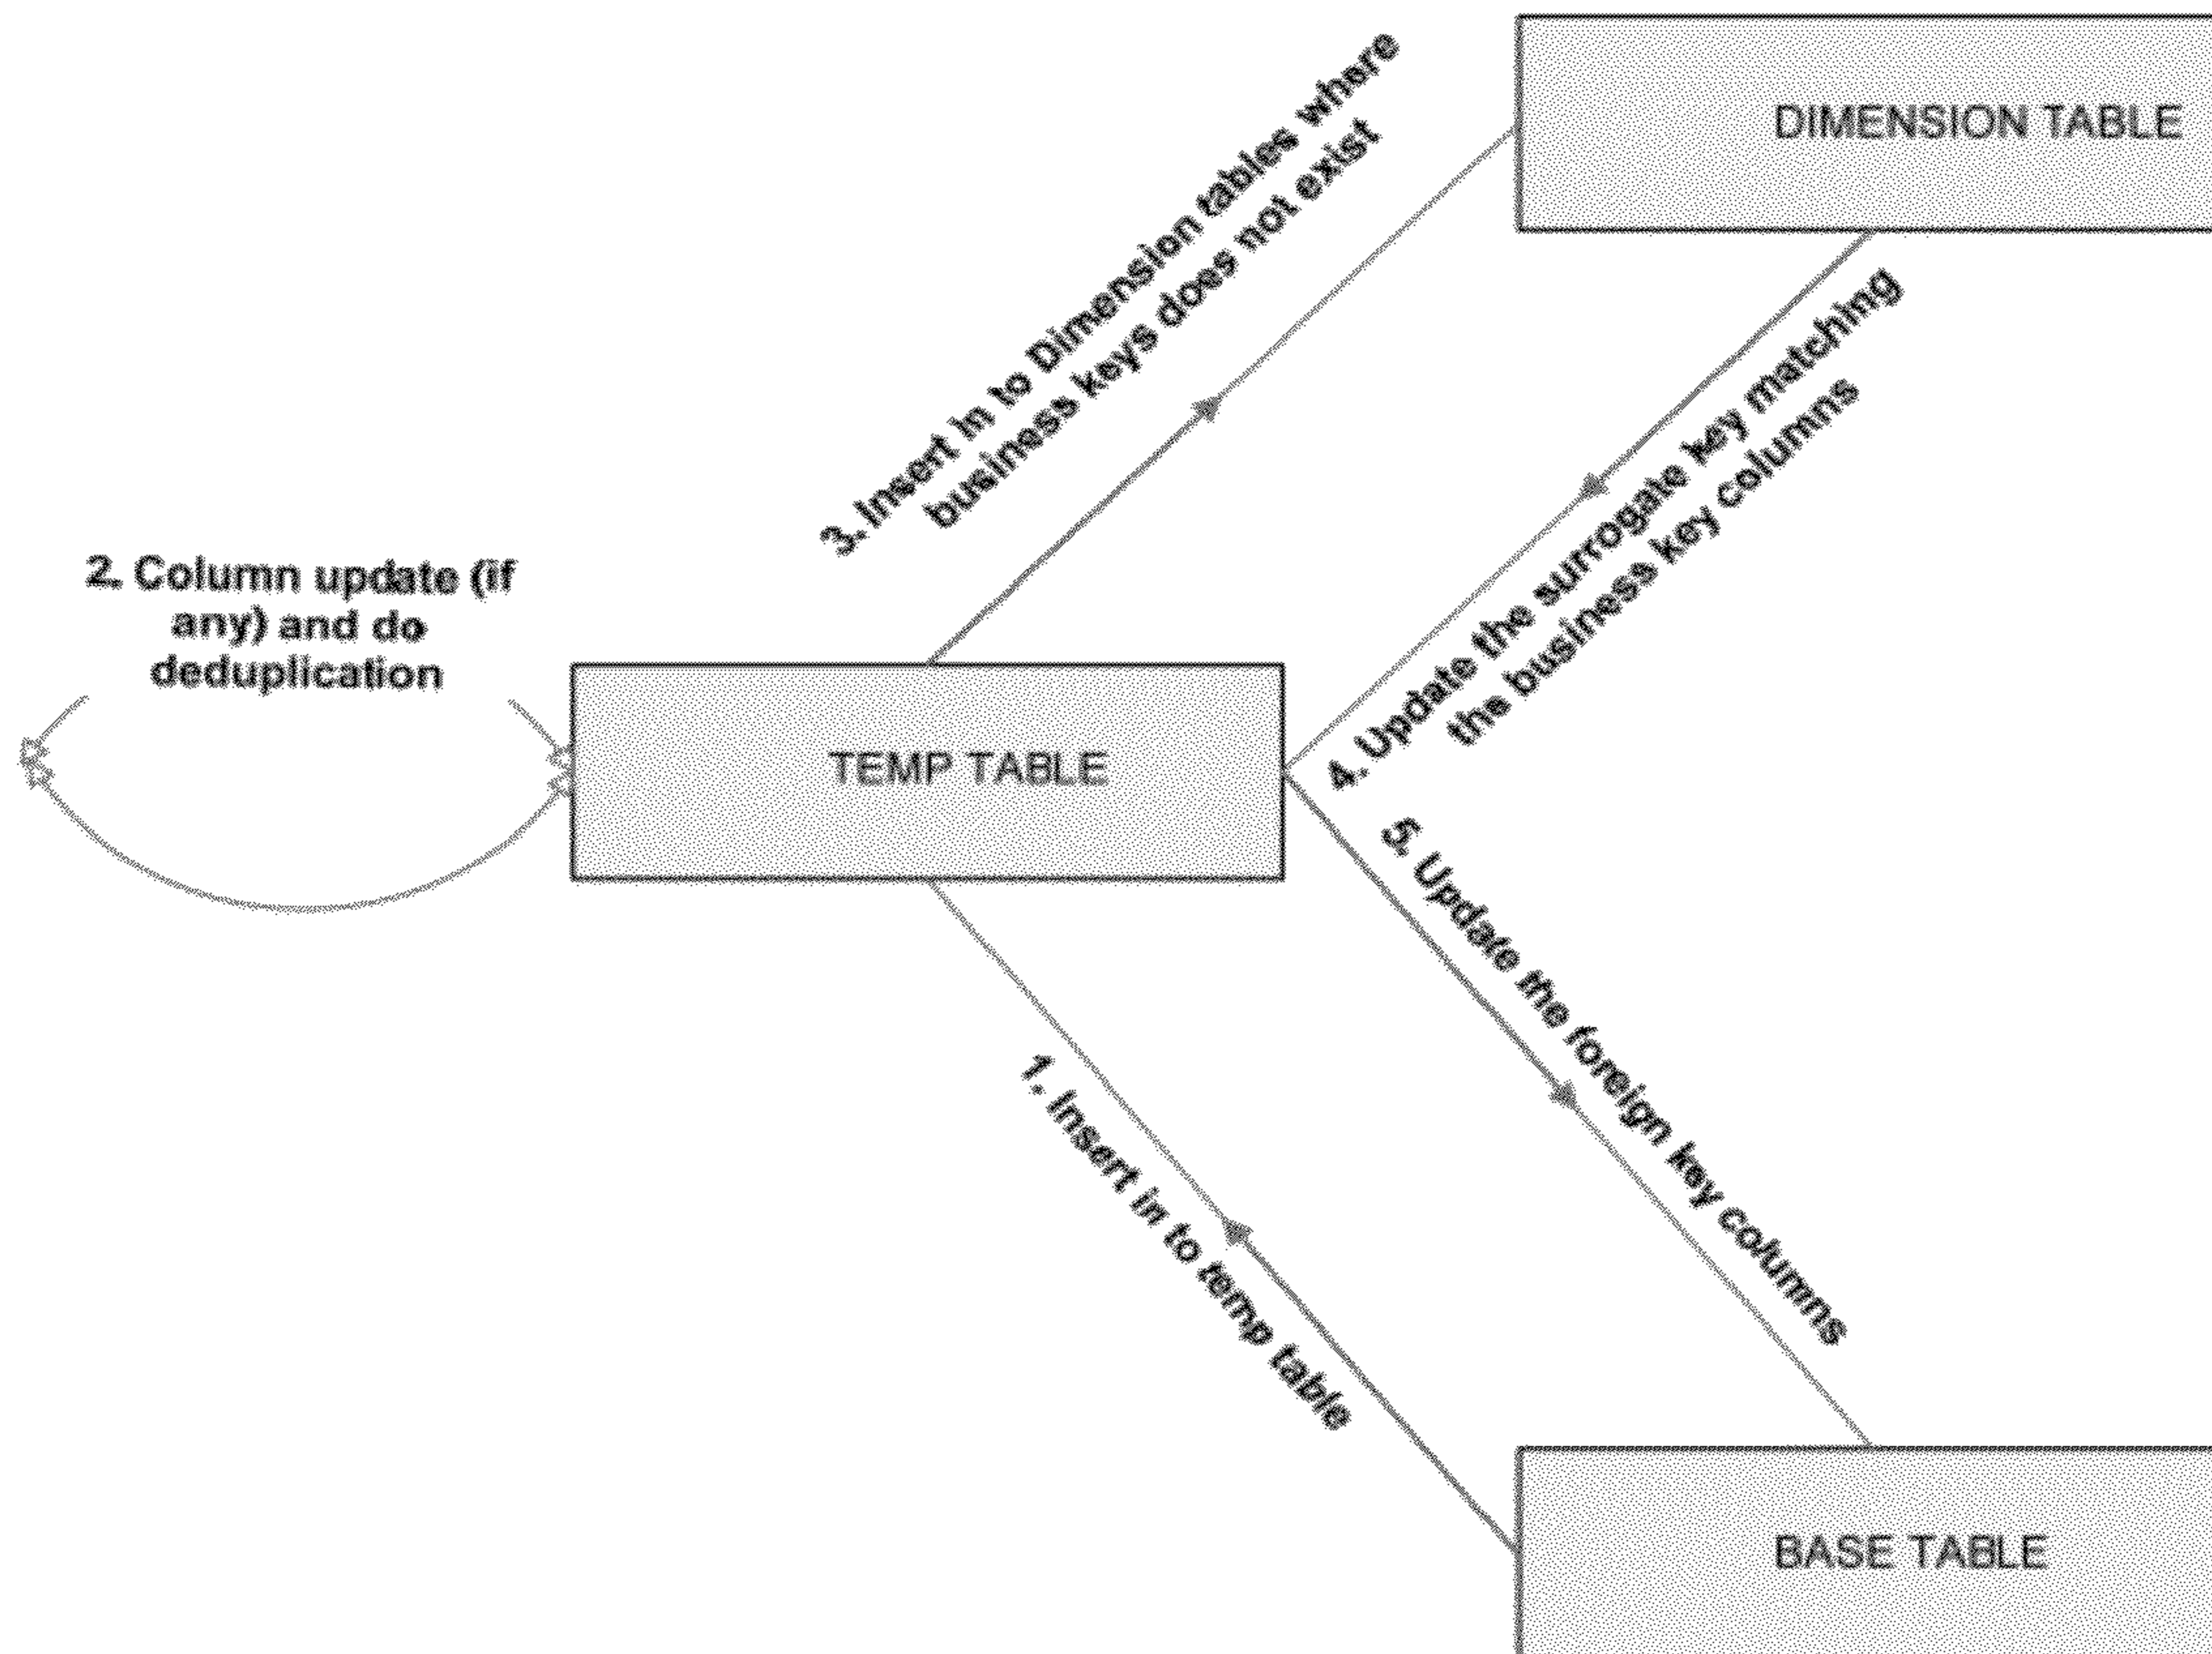 DIMENSION TABLE
3. Insert in to Dimension tables where
business keys does not exist
4. Update the surrogate key matching
the business key columns
2. Column update (if
any) and do
deduplication
TEMP TABLE
5. Update the foreign key columns
1. Insert in to temp table
BASE TABLE